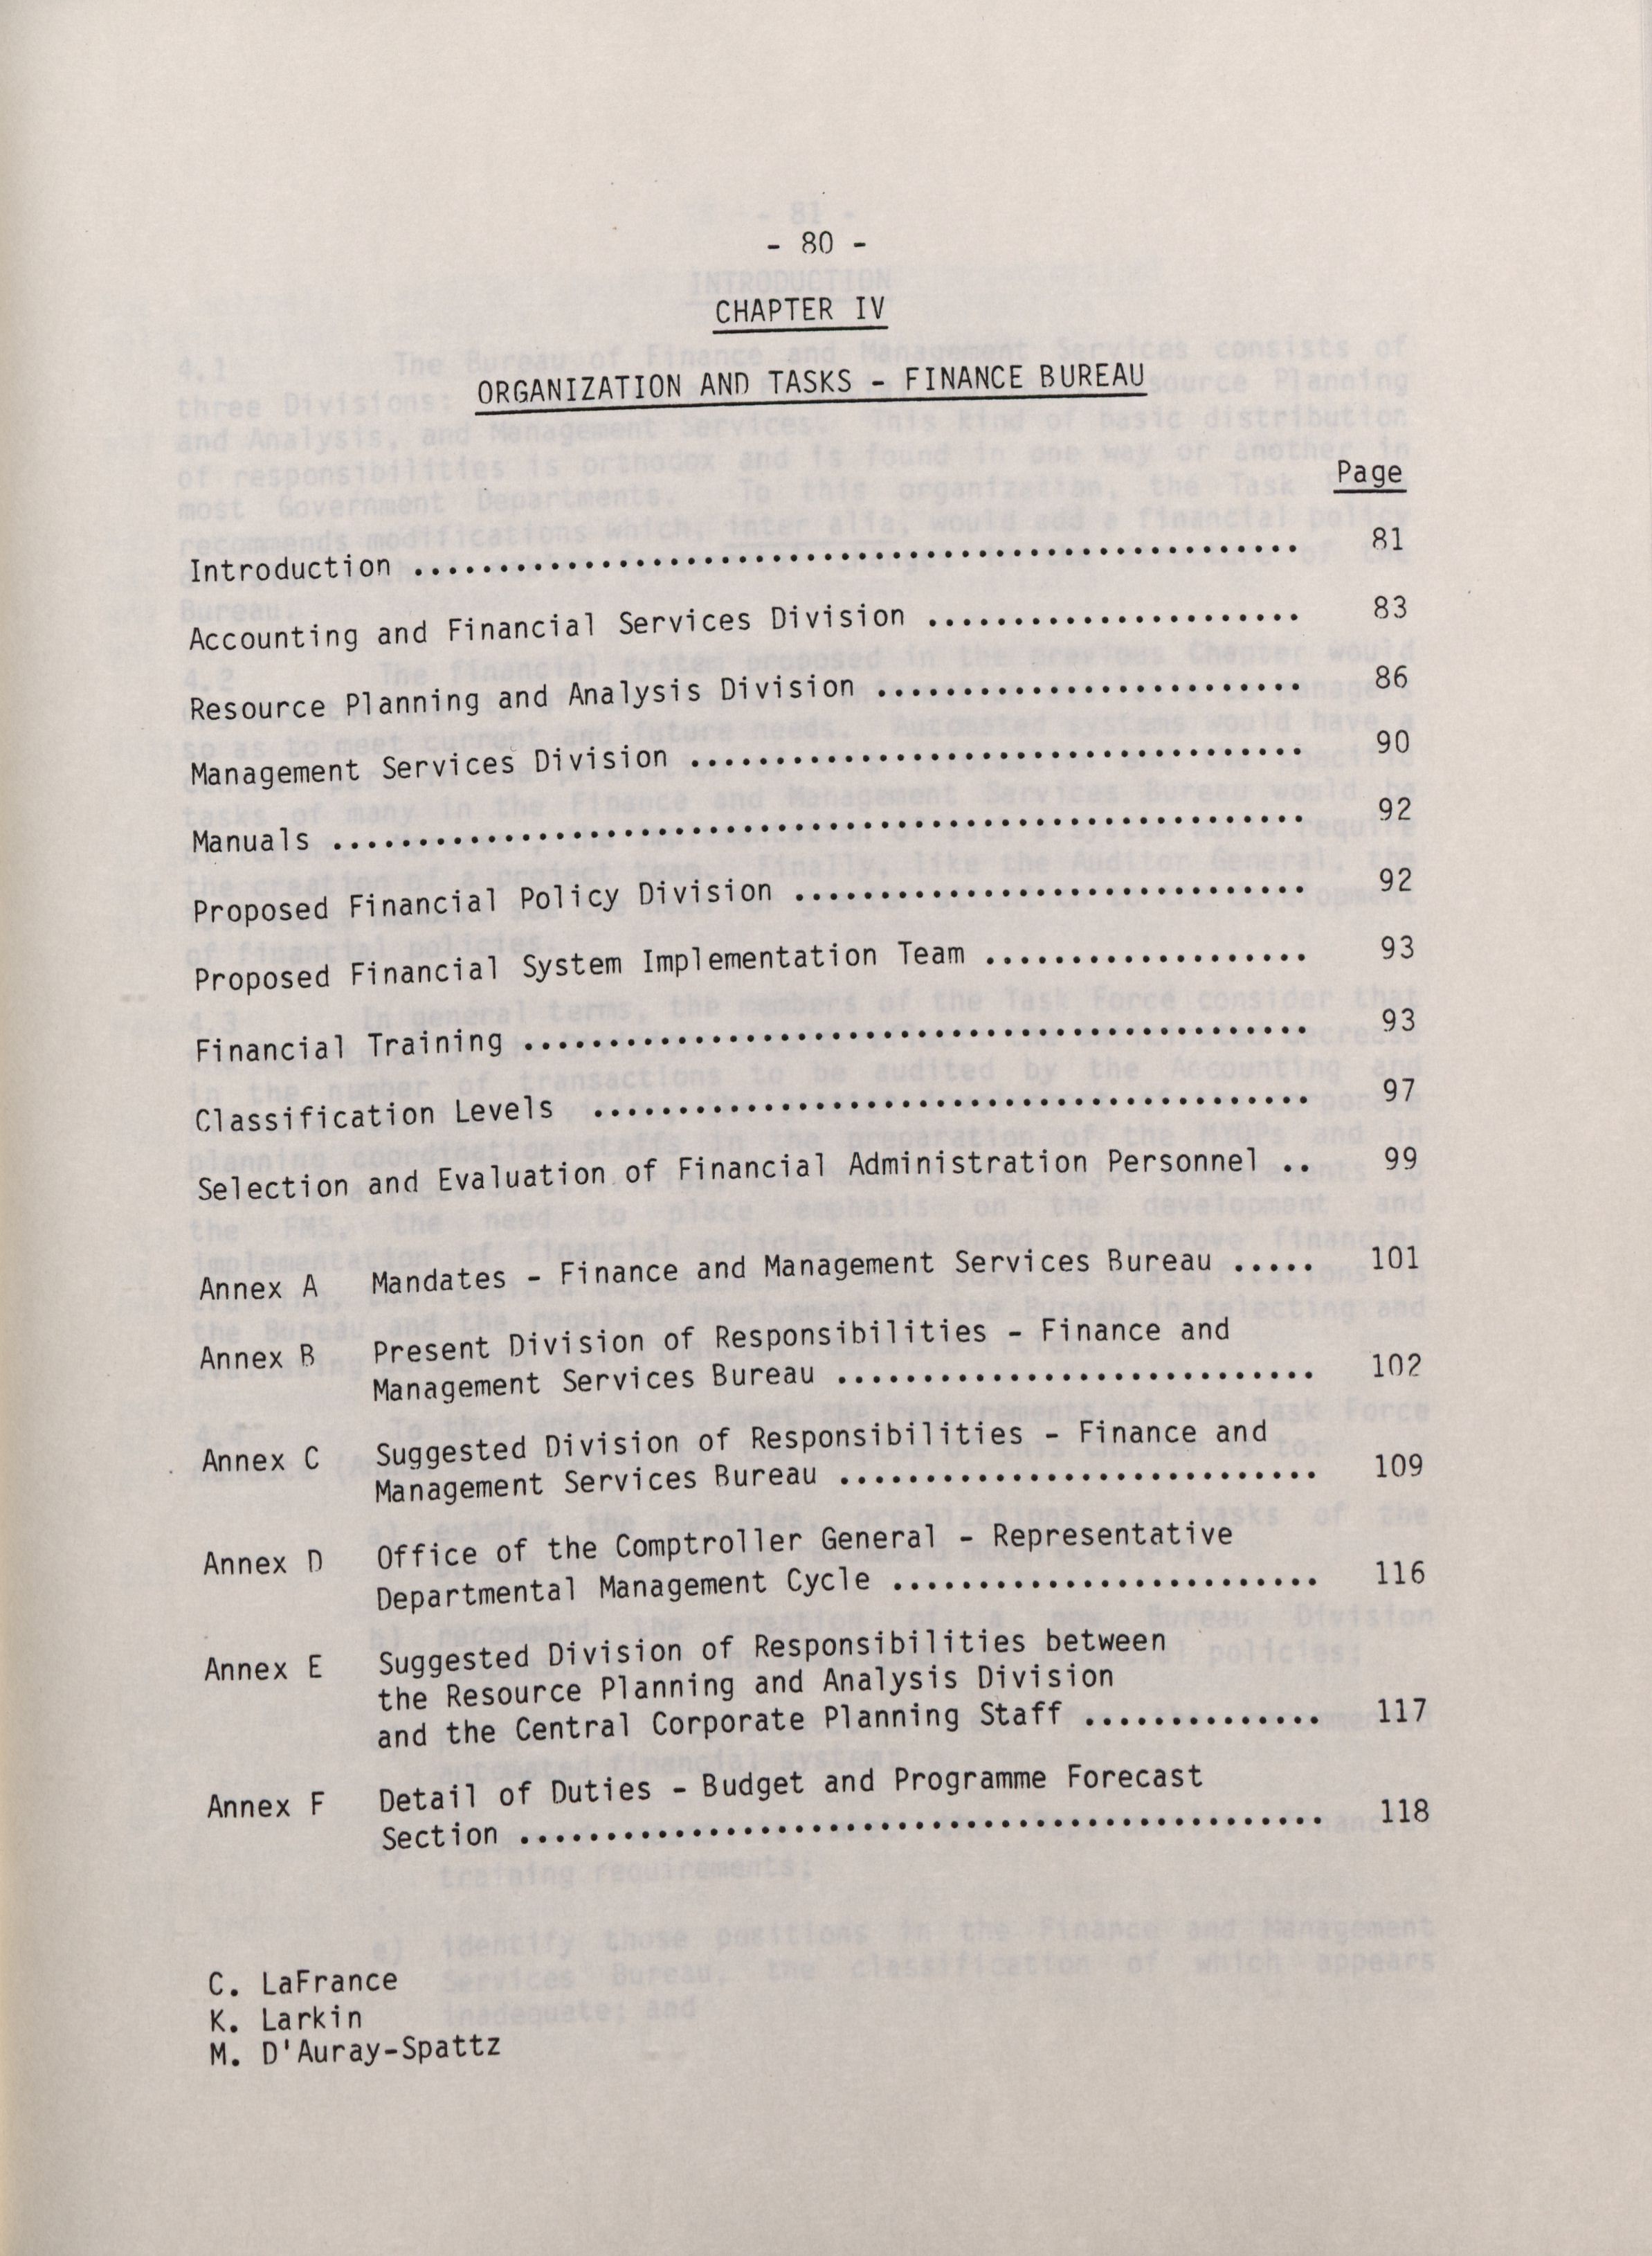 - 80 -
CHAPTER IV
ORGANIZATION AND TASKS - FINANCE BUREAU
Page
Introduction .................................................... 81
Accounting and Financial Services Division ...................... 83
Resource Planning and Analysis Division ......................... 86
Management Services Division .................................... 90
Manuals ......................................................... 92
Proposed Financial Policy Division .............................. 92
Proposed Financial System Implementation Team ................... 93
Financial Training .............................................. 93
Classification Levels .......................................... 97
Selection and Evaluation of Financial Administration Personnel .. 99
Annex A Mandates - Finance and Management Services Bureau ..... 101
Annex B Present Division of Responsibilities - Finance and
Management Services Bureau ............................ 102
Annex C Suggested Division of Responsibilities - Finance and
Management Services Bureau ............................ 109
Annex D Office of the Comptroller General - Representative
Departmental Management Cycle ......................... 116
Annex E Suggested Division of Responsibilities between
the Resource Planning and Analysis Division
and the Central Corporate Planning Staff .............. 117
Annex F Detail of Duties - Budget and Programme Forecast
Section ............................................... 118
C. LaFrance
K. Larkin
M. D'Auray-Spattz